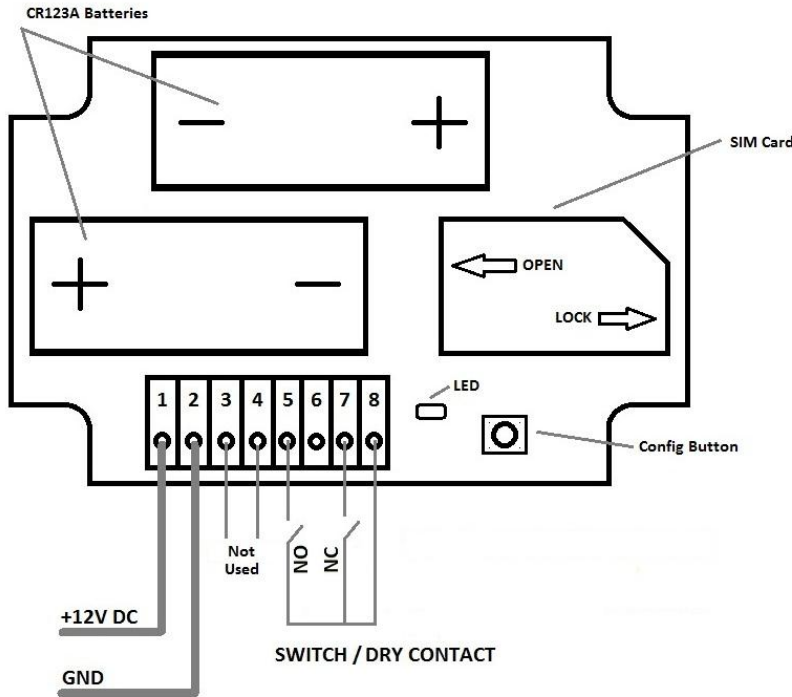 CR123A Batteries
SIM Card
OPEN
LOCK
LED
1 2 3 4 5 6 7 8
Config Button
Not
Used
NO
NC
+12V DC
SWITCH / DRY CONTACT
GND